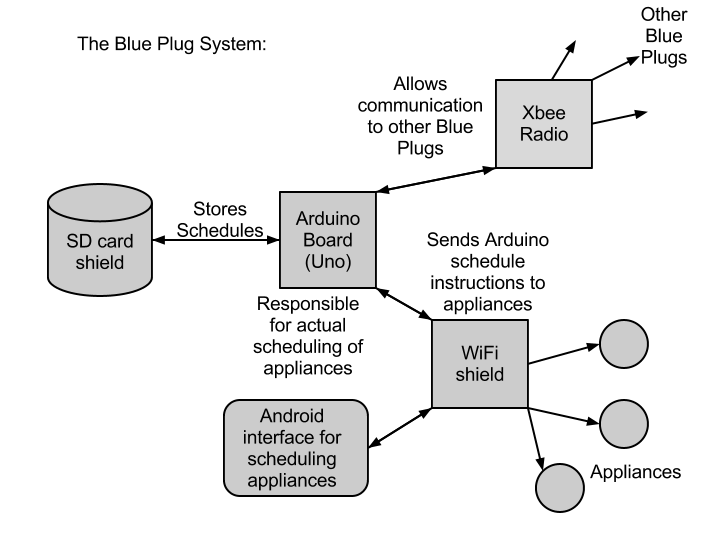 The Blue Plug System:
Other
Blue
Plugs
Allows
communication
to other Blue
Plugs
Xbee
Radio
Stores
Schedules
SD card
shield
Arduino
Board
(Uno)
Sends Arduino
schedule
instructions to
appliances
Responsible
for actual
scheduling of
appliances
WiFi
shield
Android
interface for
scheduling
appliances
Appliances